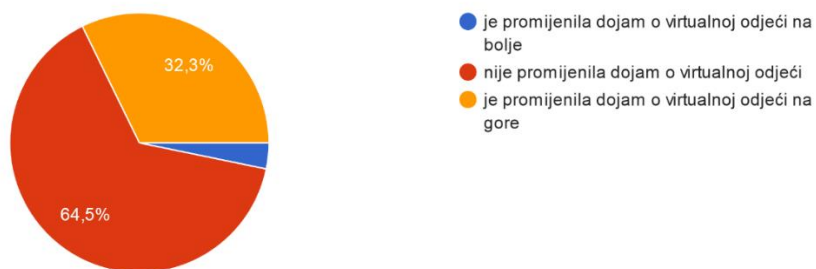 32,3%
64,5%
je promijenila dojam o virtualnoj odjeći na
bolje
nije promijenila dojam o virtualnoj odjeći
je promijenila dojam o virtualnoj odjeći na
gore